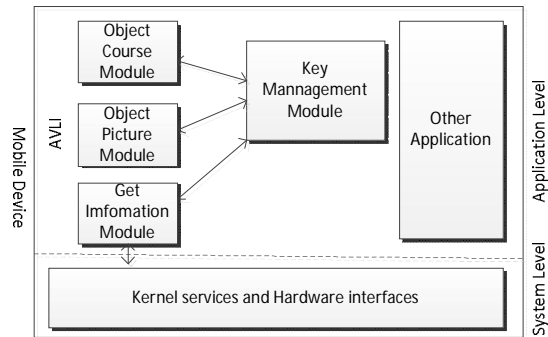 Object
Course
Module
Key
Mannagement
Module
Other
Application
Object
Picture
Module
Get
Imfomation
Module
Kernel services and Hardware interfaces
Mobile Device
AVLI
Application Level
System Level